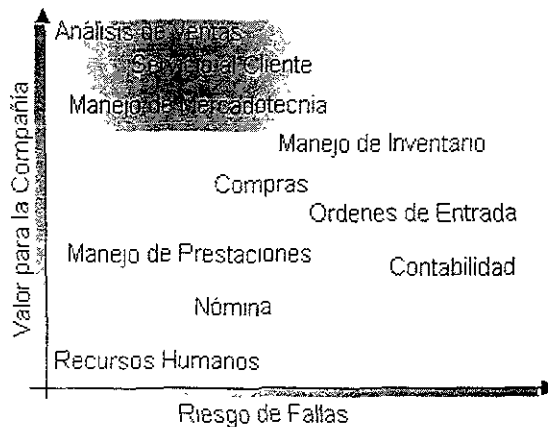 Análisis de Ventas
Servicio al Cliente
Manejo de Mercadotecnia
Manejo de Inventario
Compras
Ordenes de Entrada
Manejo de Prestaciones
Contabilidad
Nómina
Recursos Humanos
Valor para la Compañía
Riesgo de Fallas